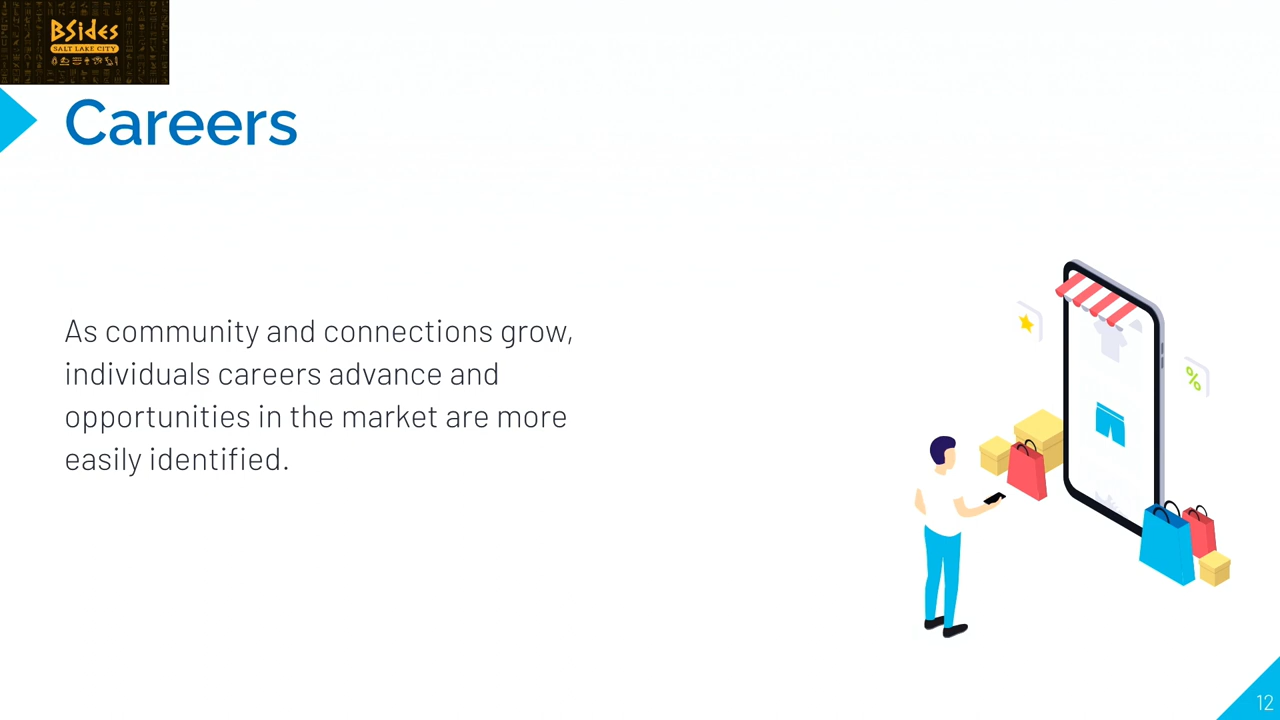 BSides
SALT LAKE CITY
Careers
As community and connections grow,
individuals careers advance and
opportunities in the market are more
easily identified.
%
12